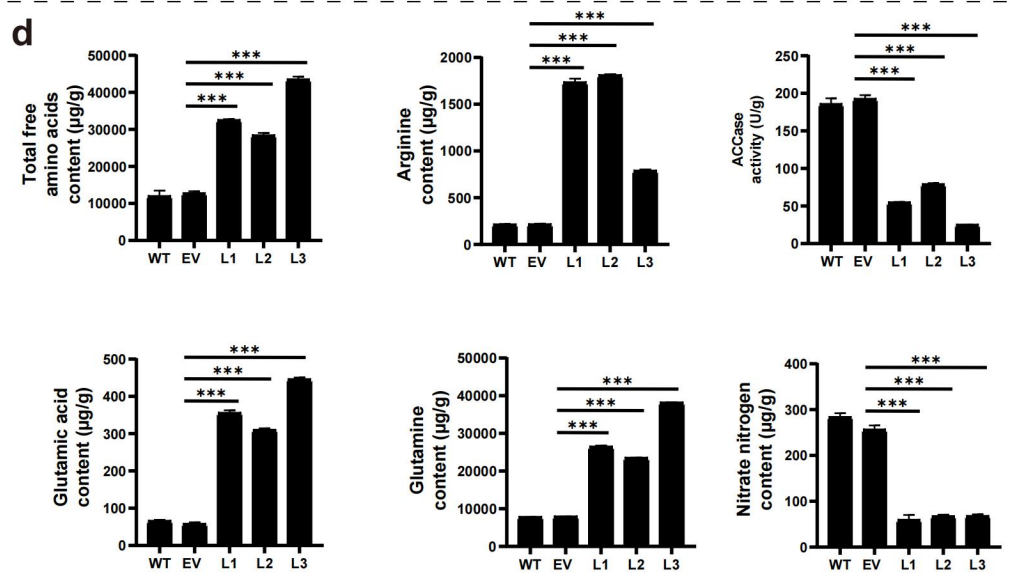 d
Total free
amino acids
content (µg/g)
50000
40000
30000
20000
10000
0
***
***
***
WT EV L1 L2 L3
Arginine
content (µg/g)
2000
1500
1000
500
0
***
***
***
WT EV L1 L2 L3
ACCase
activity (U/g)
250
200
150
100
50
0
***
***
***
WT EV L1 L2 L3
Glutamic acid
content (µg/g)
500
400
300
200
100
0
***
***
***
WT EV L1 L2 L3
Glutamine
content (µg/g)
50000
40000
30000
20000
10000
0
***
***
***
WT EV L1 L2 L3
Nitrate nitrogen
content (µg/g)
400
300
200
100
0
***
***
***
WT EV L1 L2 L3